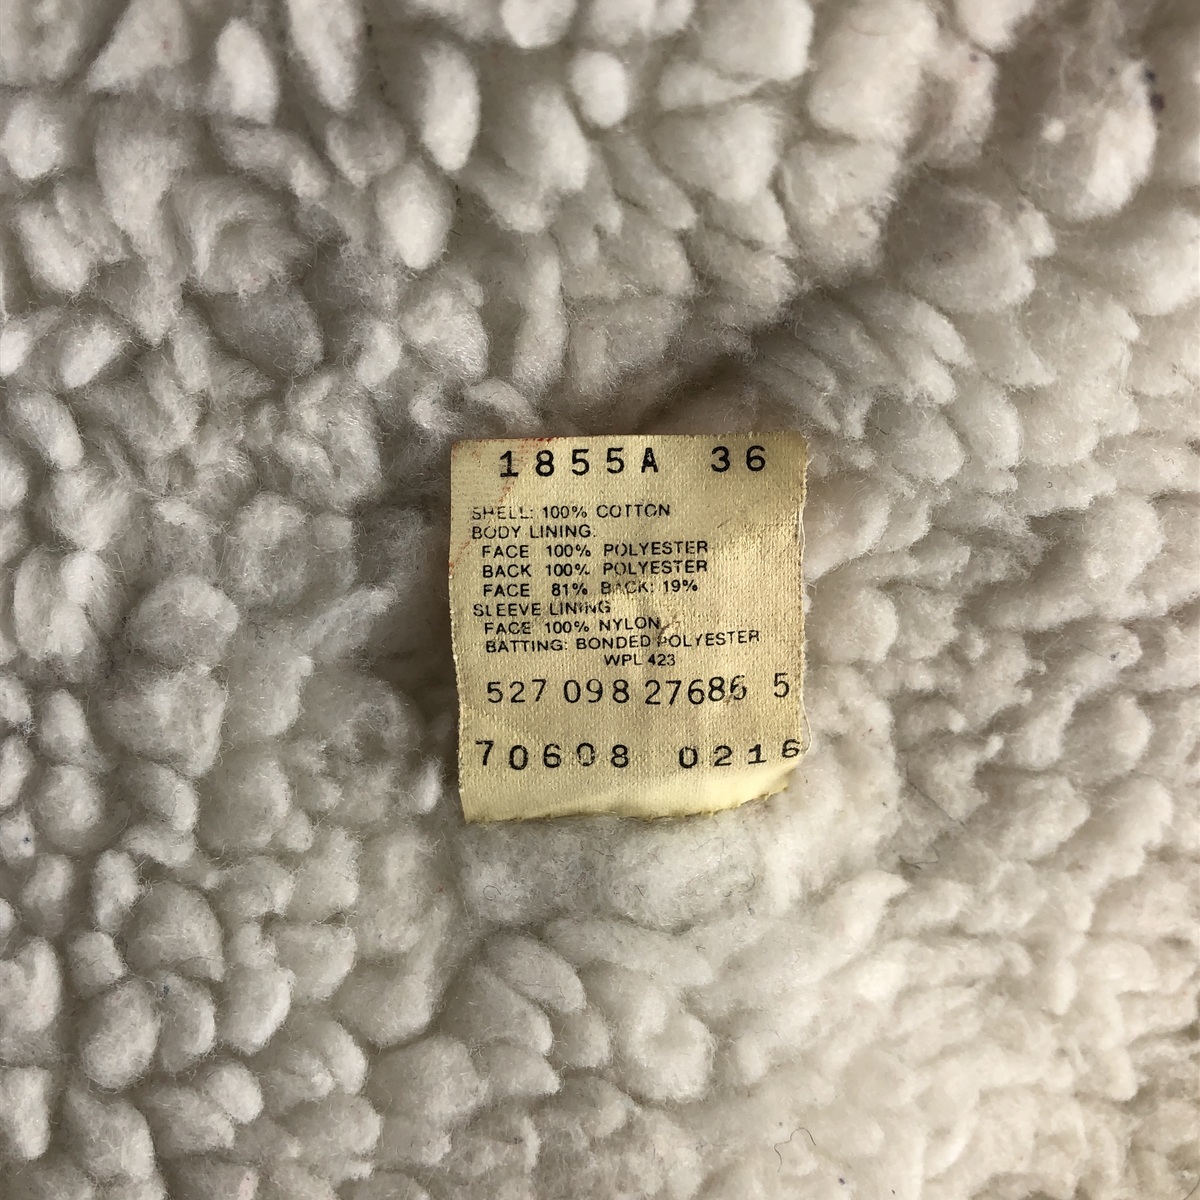 1855A 36
SHELL: 100% COTTON
BODY LINING:
FACE 100% POLYESTER
BACK 100% POLYESTER
FACE 81% BACK: 19%
SLEEVE LINING
FACE 100% NYLON
BATTING: BONDED POLYESTER
WPL 423
527 098 27686 5
70608 0216